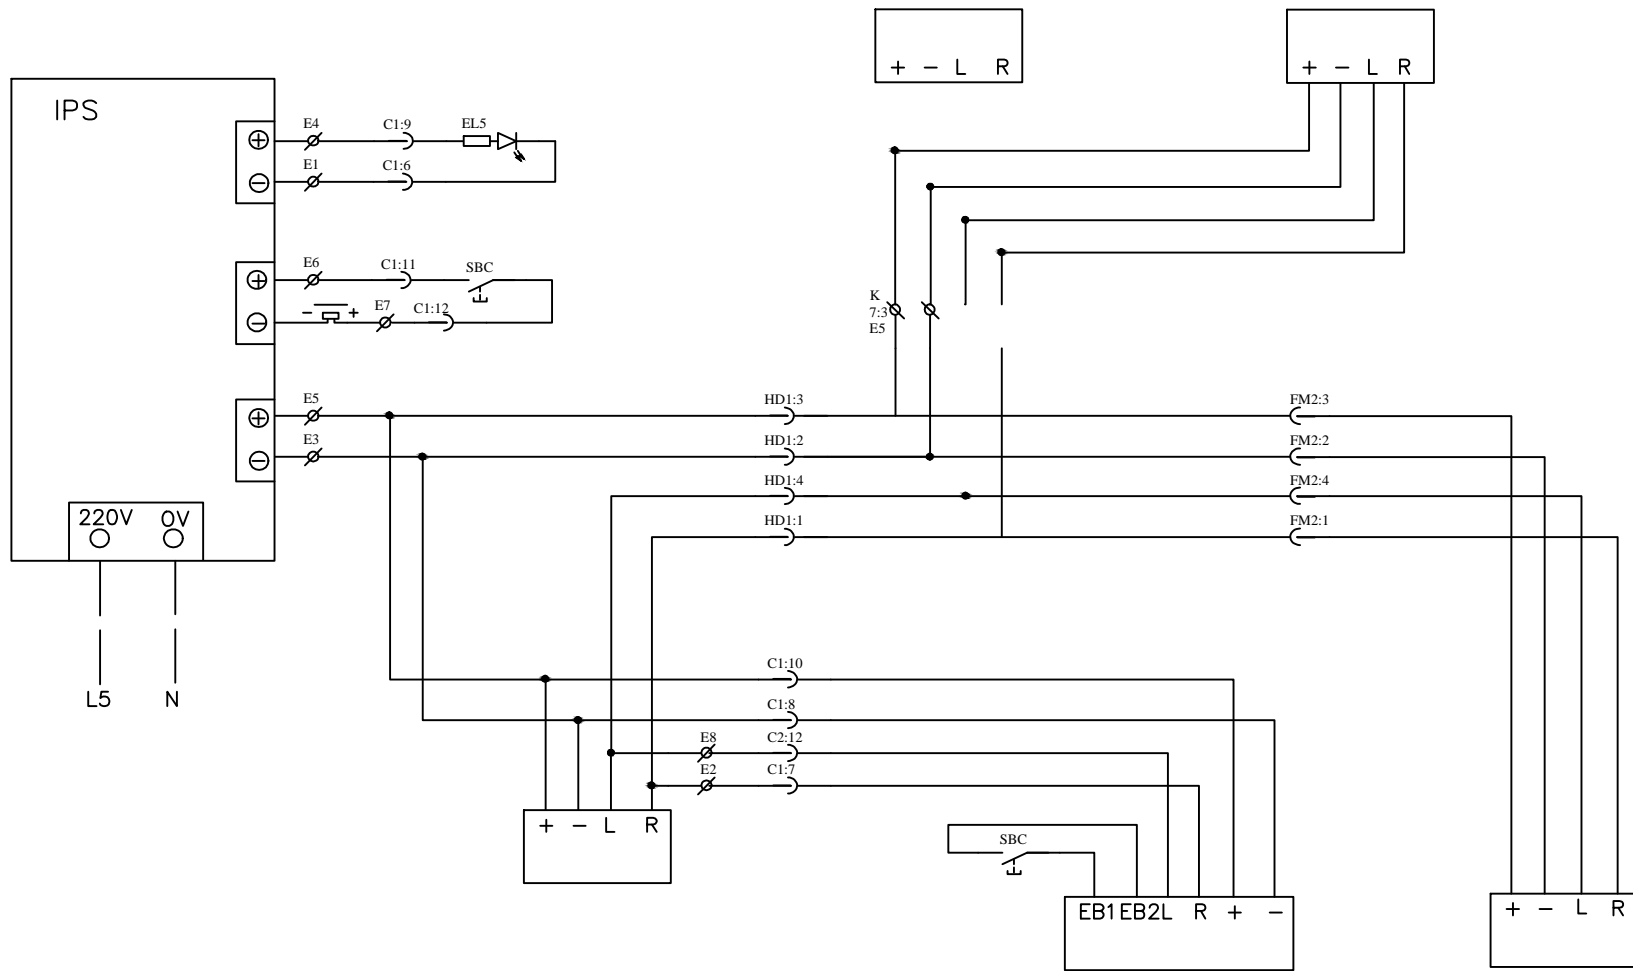 + − L R
+ − L R
IPS
E4 C1:9 EL5
E1 C1:6
E6 C1:11 SBC
− + E7 C1:12
K
7:3
E5
E5 HD1:3 FM2:3
E3 HD1:2 FM2:2
HD1:4 FM2:4
220V 0V
HD1:1 FM2:1
L5 N
C1:10
C1:8
E8 C2:12
E2 C1:7
+ − L R
SBC
EB1 EB2 L R + −
+ − L R